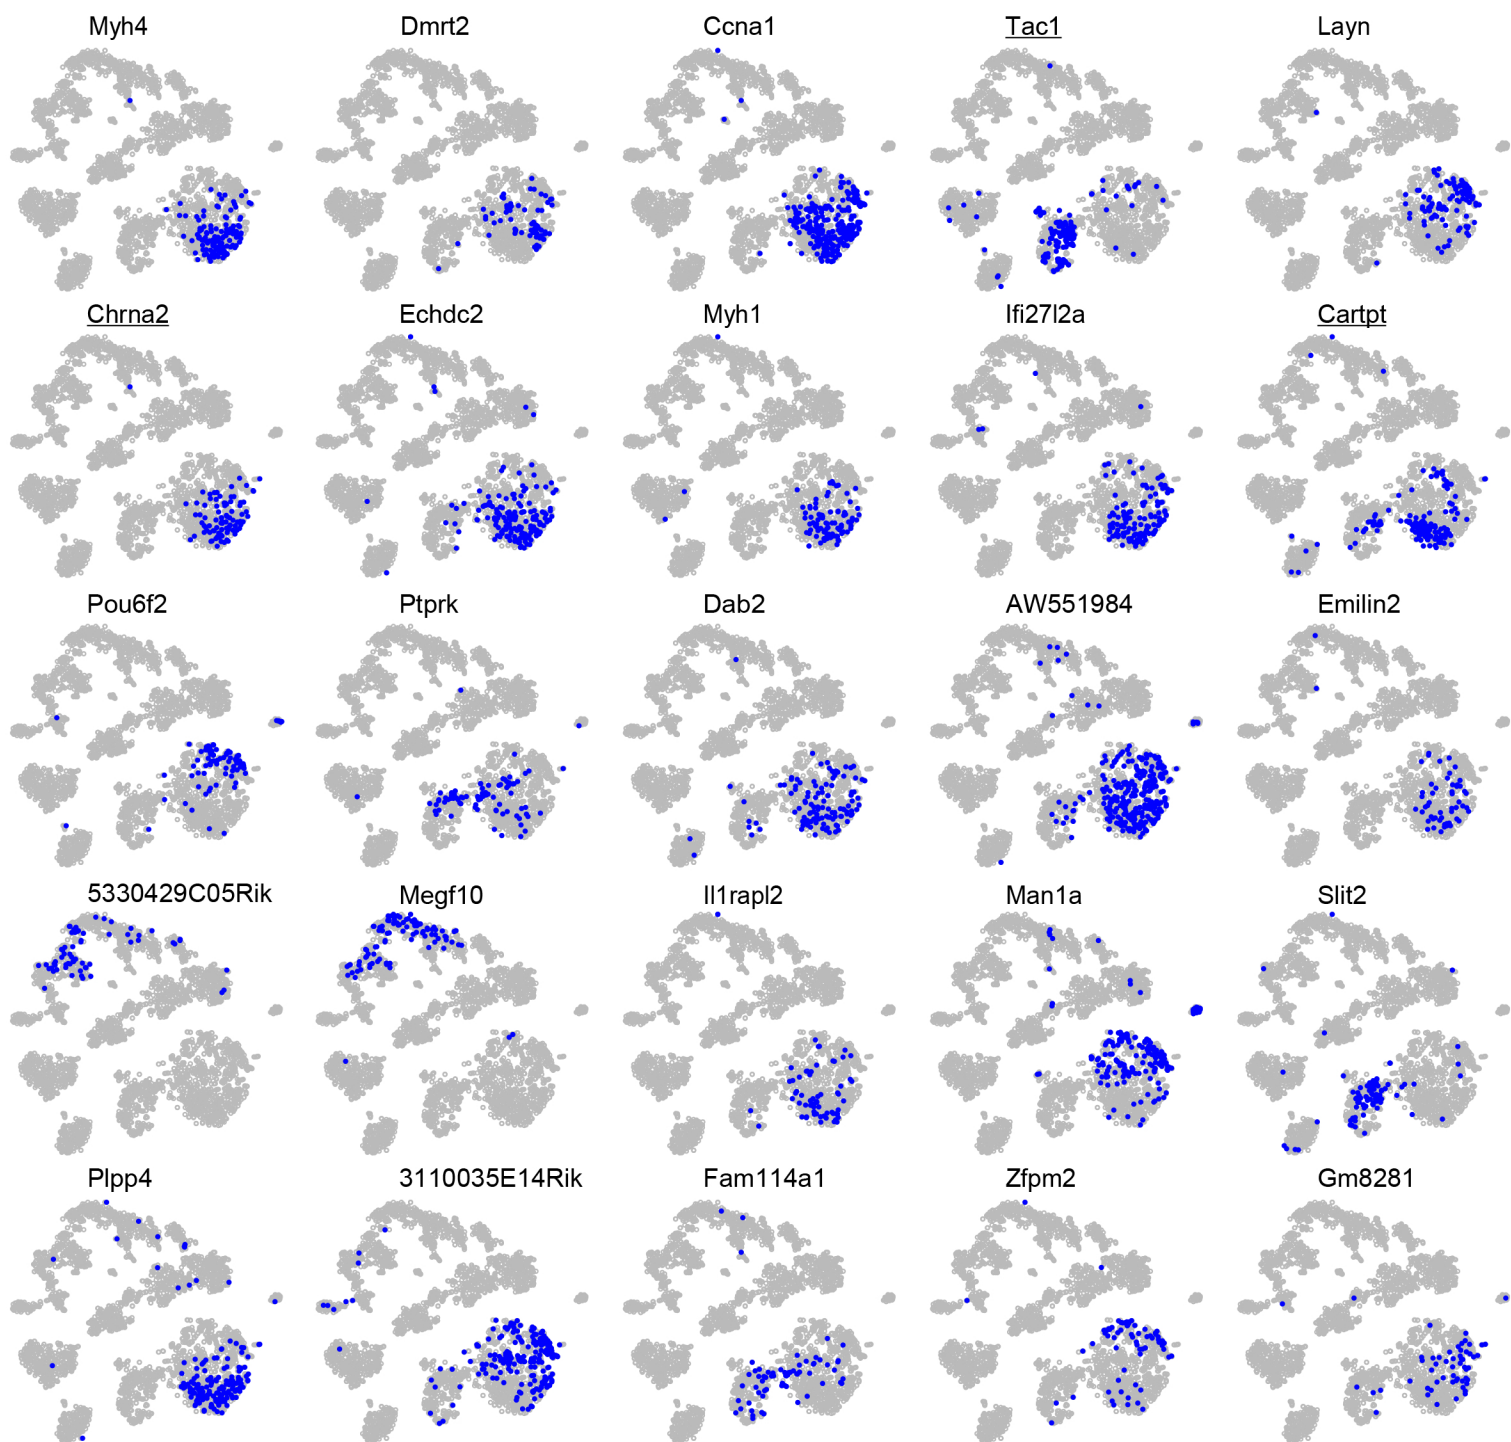 Myh4 Dmrt2 Ccna1 Tac1 Layn
Chrna2 Echdc2 Myh1 Ifi27l2a Cartpt
Pou6f2 Ptprk Dab2 AW551984 Emilin2
5330429C05Rik Megf10 Il1rapl2 Man1a Slit2
Plpp4 3110035E14Rik Fam114a1 Zfpm2 Gm8281